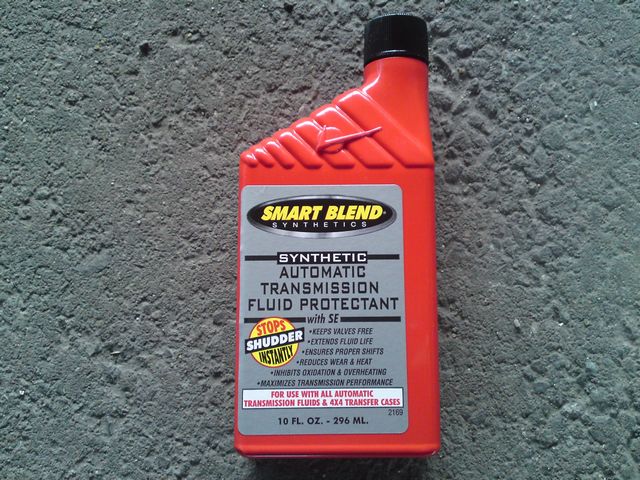 SMART BLEND
SYNTHETICS
SYNTHETIC
AUTOMATIC
TRANSMISSION
FLUID PROTECTANT
with SE
STOPS
SHUDDER
INSTANTLY
•KEEPS VALVES FREE
•EXTENDS FLUID LIFE
•ENSURES PROPER SHIFTS
•REDUCES WEAR & HEAT
•INHIBITS OXIDATION & OVERHEATING
•MAXIMIZES TRANSMISSION PERFORMANCE
FOR USE WITH ALL AUTOMATIC
TRANSMISSION FLUIDS & 4X4 TRANSFER CASES
2169
10 FL. OZ. - 296 ML.